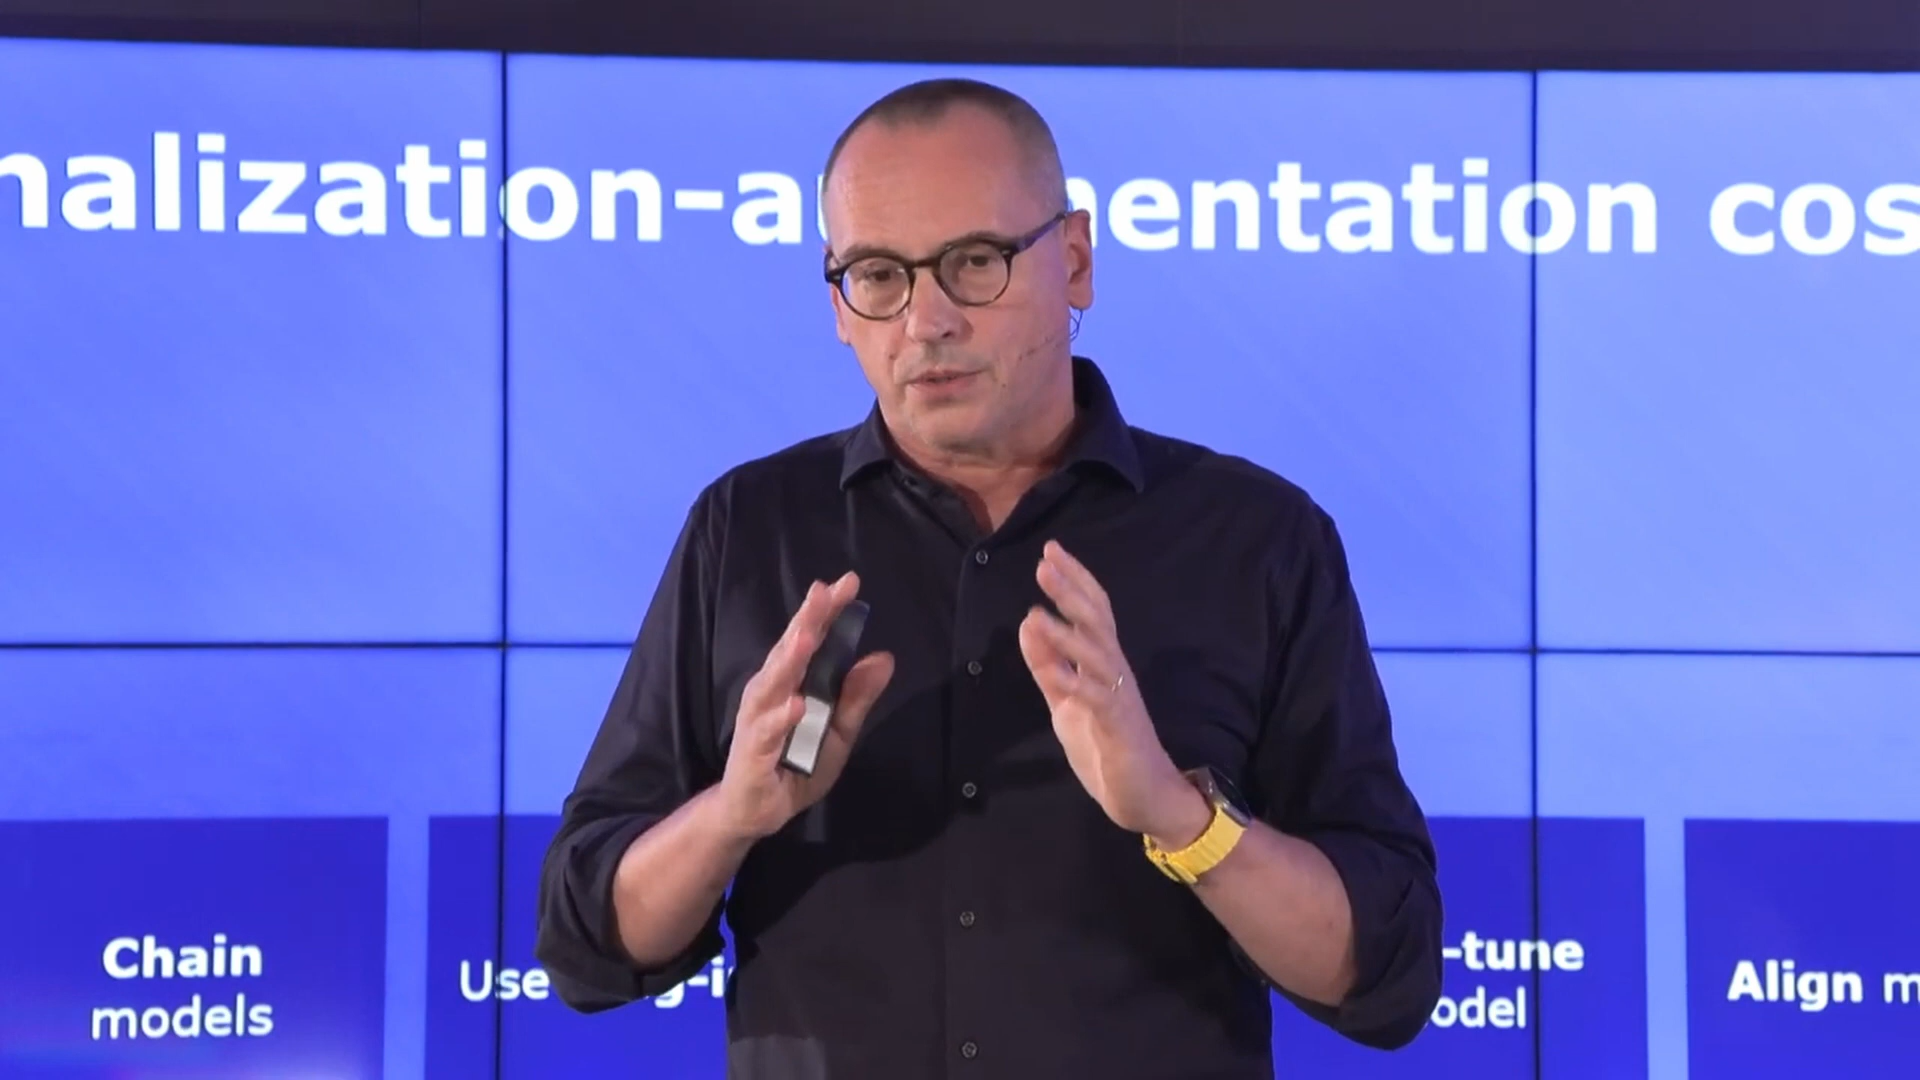 nalization-a entation cos
Chain
models
Use g-i
-tune
odel
Align m